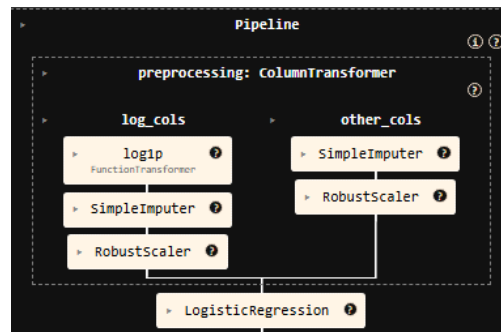 Pipeline
i ?
preprocessing: ColumnTransformer
?
log_cols
other_cols
log1p ?
FunctionTransformer
SimpleImputer ?
SimpleImputer ?
RobustScaler ?
RobustScaler ?
LogisticRegression ?